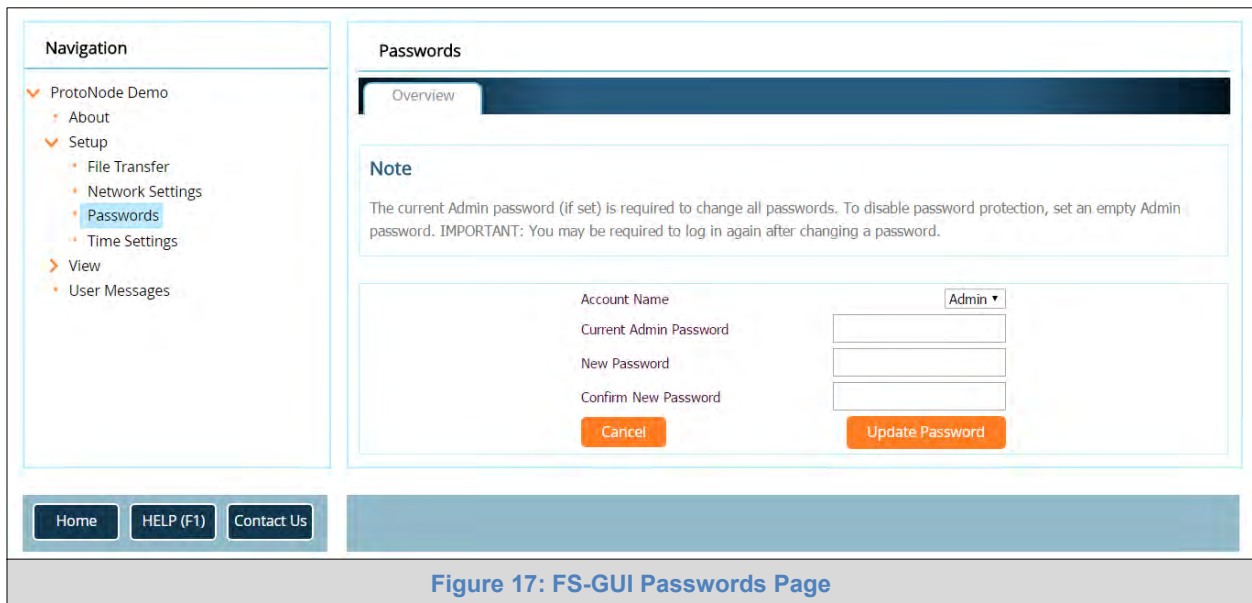 Navigation
ProtoNode Demo
About
Setup
File Transfer
Network Settings
Passwords
Time Settings
View
User Messages
Passwords
Overview
Note
The current Admin password (if set) is required to change all passwords. To disable password protection, set an empty Admin
password. IMPORTANT: You may be required to log in again after changing a password.
Account Name Admin
Current Admin Password
New Password
Confirm New Password
Cancel Update Password
Home HELP (F1) Contact Us
Figure 17: FS-GUI Passwords Page